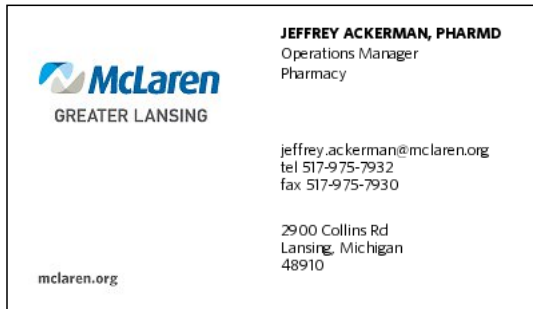 McLaren
GREATER LANSING
mclaren.org
JEFFREY ACKERMAN, PHARMD
Operations Manager
Pharmacy
jeffrey.ackerman@mclaren.org
tel 517-975-7932
fax 517-975-7930
2900 Collins Rd
Lansing, Michigan
48910